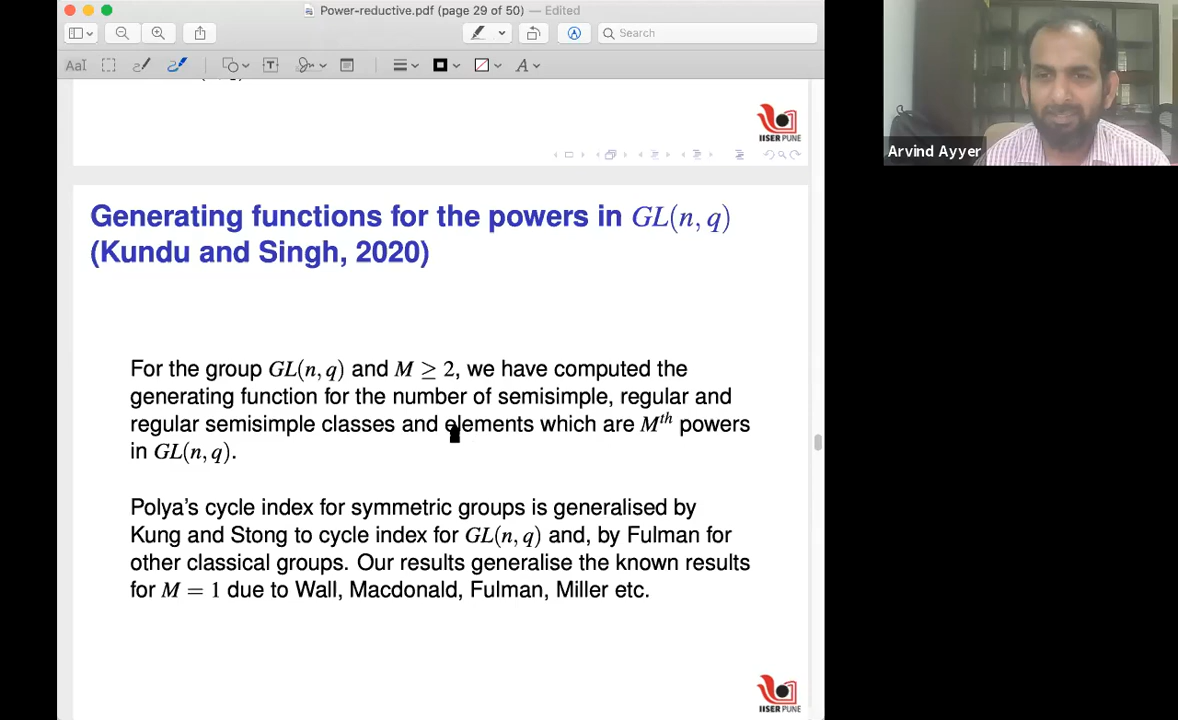 Power-reductive.pdf (page 29 of 50) — Edited
Search
AaI
IISER PUNE
Generating functions for the powers in GL(n, q)
(Kundu and Singh, 2020)
For the group GL(n, q) and M ≥ 2, we have computed the
generating function for the number of semisimple, regular and
regular semisimple classes and elements which are Mth powers
in GL(n, q).
Polya's cycle index for symmetric groups is generalised by
Kung and Stong to cycle index for GL(n, q) and, by Fulman for
other classical groups. Our results generalise the known results
for M = 1 due to Wall, Macdonald, Fulman, Miller etc.
IISER PUNE
Arvind Ayyer